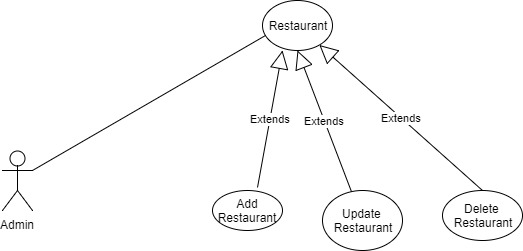 Restaurant
Extends
Extends
Extends
Admin
Add
Restaurant
Update
Restaurant
Delete
Restaurant